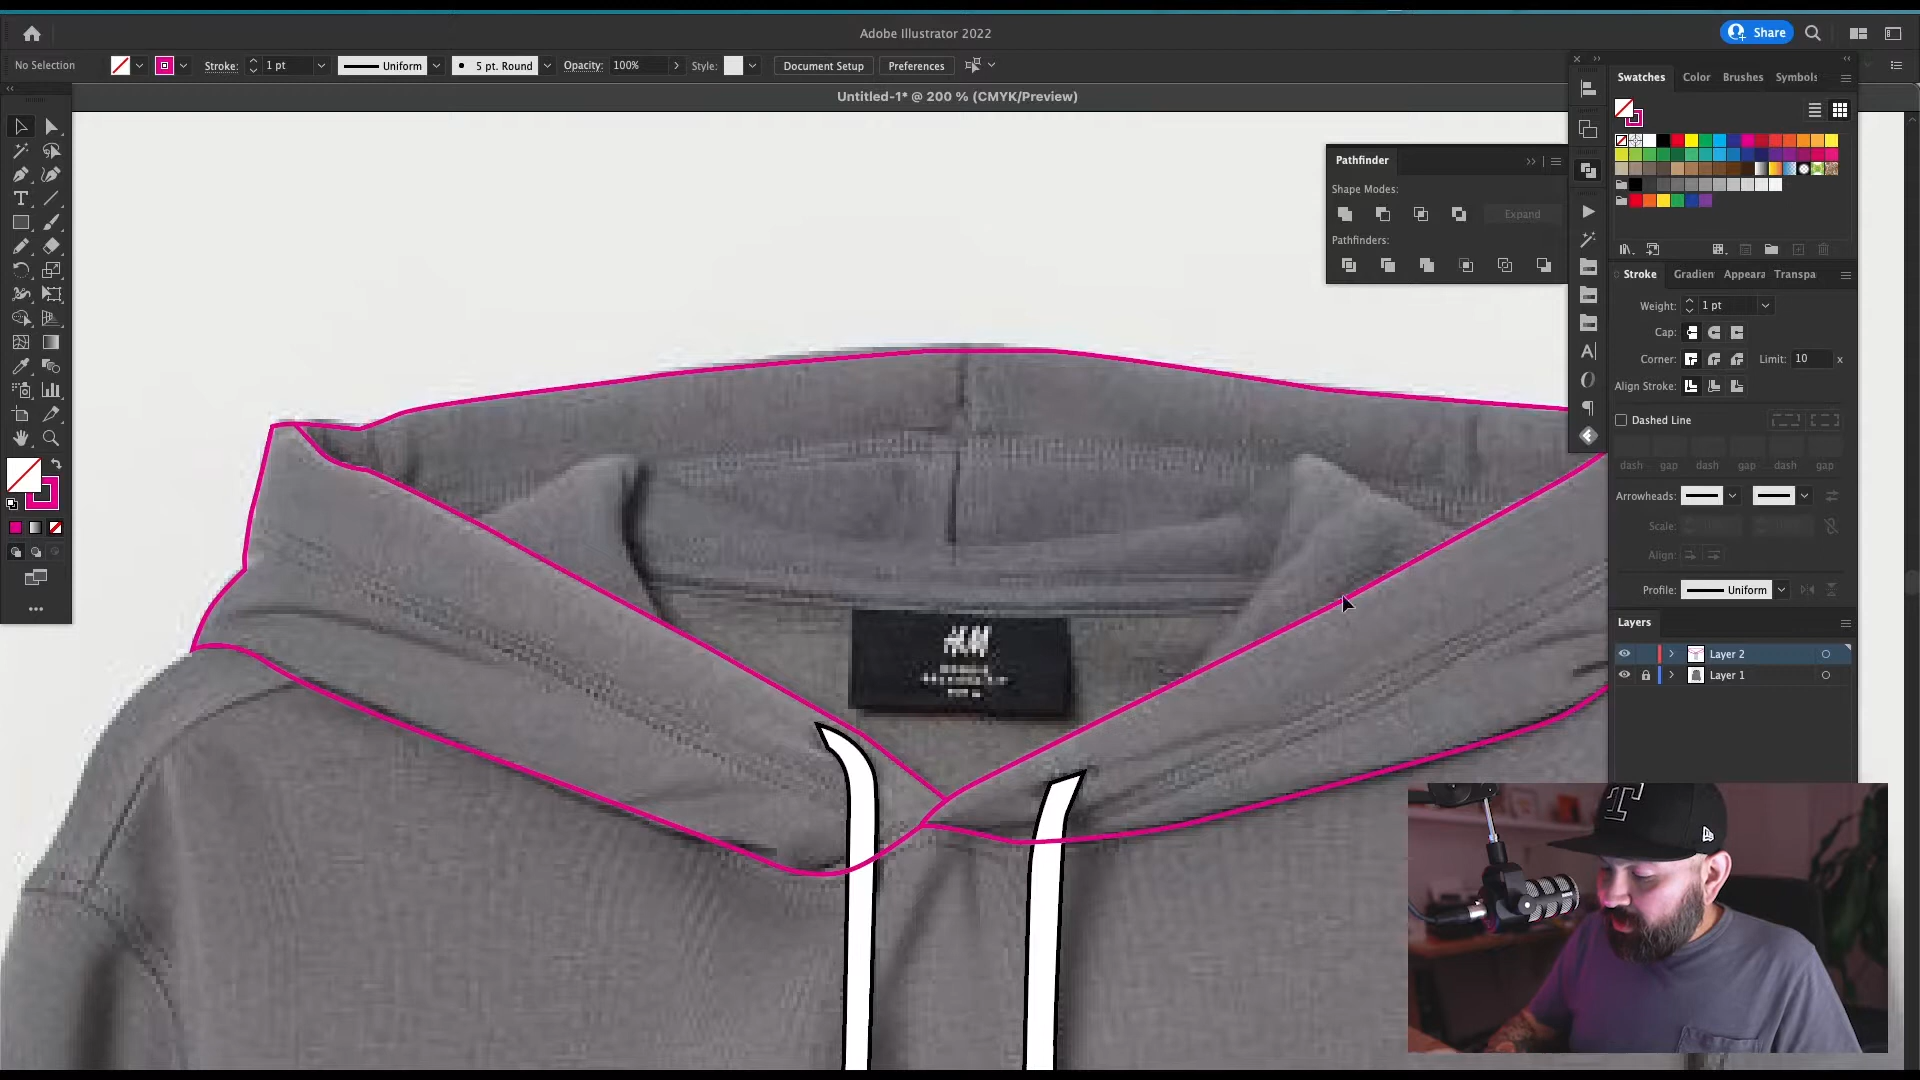 Adobe Illustrator 2022
Share
No Selection
Stroke:
1 pt
Uniform
5 pt. Round
Opacity:
100%
Style:
Document Setup
Preferences
Untitled-1* @ 200 % (CMYK/Preview)
Swatches
Color
Brushes
Symbols
Pathfinder
Shape Modes:
Expand
Pathfinders:
Stroke
Gradien
Appeara
Transpa
Weight:
1 pt
Cap:
Corner:
Limit:
10
x
Align Stroke:
Dashed Line
dash
gap
dash
gap
dash
gap
Arrowheads:
Scale:
Align:
Profile:
Uniform
Layers
Layer 2
Layer 1
H&M
T